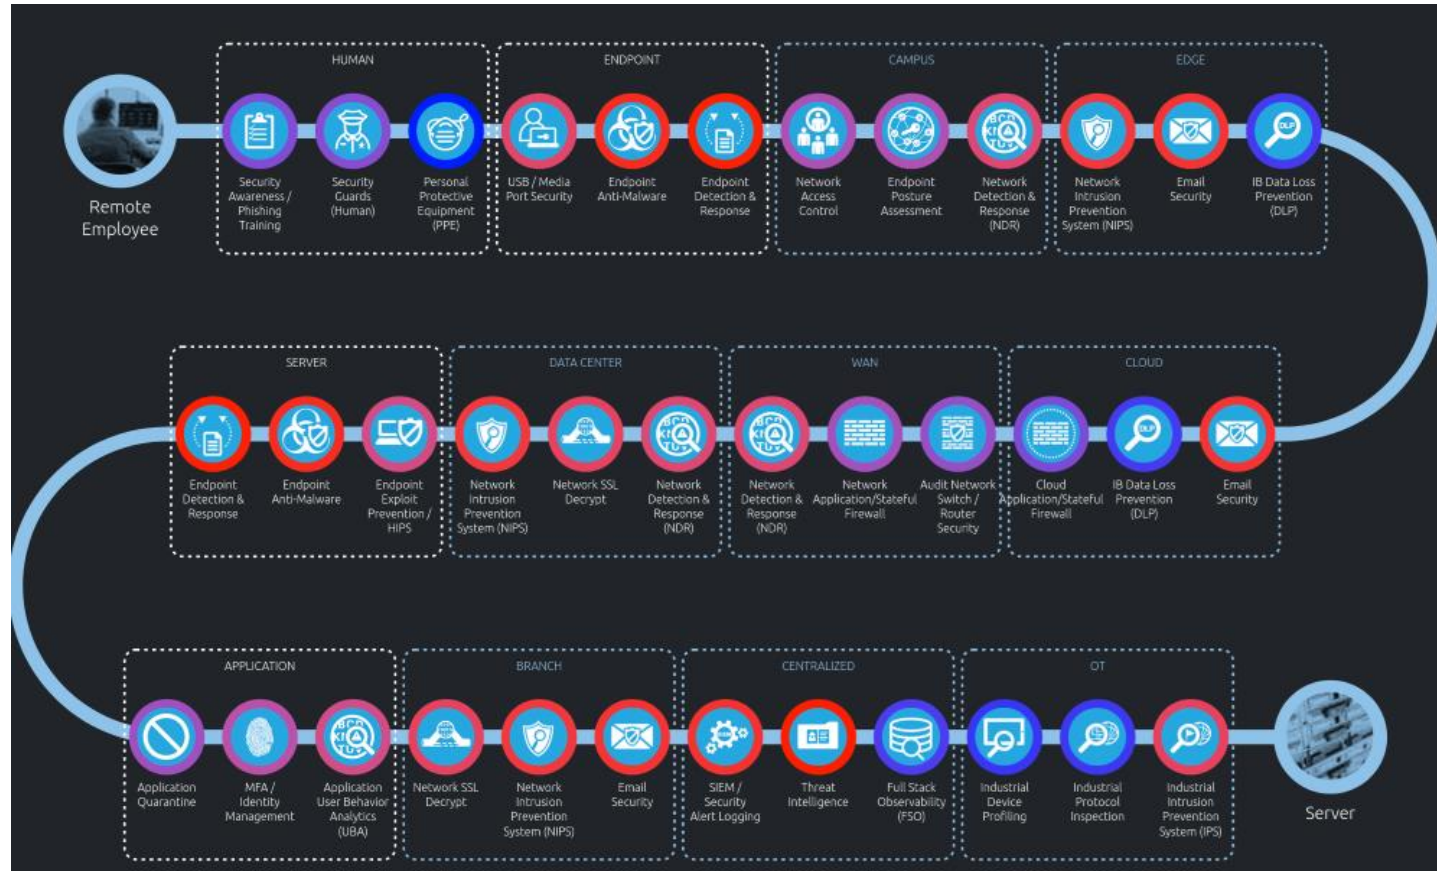 HUMAN
ENDPOINT
CAMPUS
EDGE
Remote
Employee
Security
Awareness /
Phishing
Training
Security
Guards
(Human)
Personal
Protective
Equipment
(PPE)
USB / Media
Port Security
Endpoint
Anti-Malware
Endpoint
Detection &
Response
Network
Access
Control
Endpoint
Posture
Assessment
Network
Detection &
Response
(NDR)
Network
Intrusion
Prevention
System (NIPS)
Email
Security
DLP
IB Data Loss
Prevention
(DLP)
SERVER
DATA CENTER
WAN
CLOUD
Endpoint
Detection &
Response
Endpoint
Anti-Malware
Endpoint
Exploit
Prevention /
HIPS
Network
Intrusion
Prevention
System (NIPS)
Network SSL
Decrypt
Network
Detection &
Response
(NDR)
Network
Detection &
Response
(NDR)
Network
Application/Stateful
Firewall
Audit Network
Switch /
Router
Security
Cloud
Application/Stateful
Firewall
DLP
IB Data Loss
Prevention
(DLP)
Email
Security
APPLICATION
BRANCH
CENTRALIZED
OT
Application
Quarantine
MFA /
Identity
Management
Application
User Behavior
Analytics
(UBA)
Network SSL
Decrypt
Network
Intrusion
Prevention
System (NIPS)
Email
Security
SIEM /
Security
Alert Logging
Threat
Intelligence
Full Stack
Observability
(FSO)
Industrial
Device
Profiling
Industrial
Protocol
Inspection
Industrial
Intrusion
Prevention
System (IPS)
Server